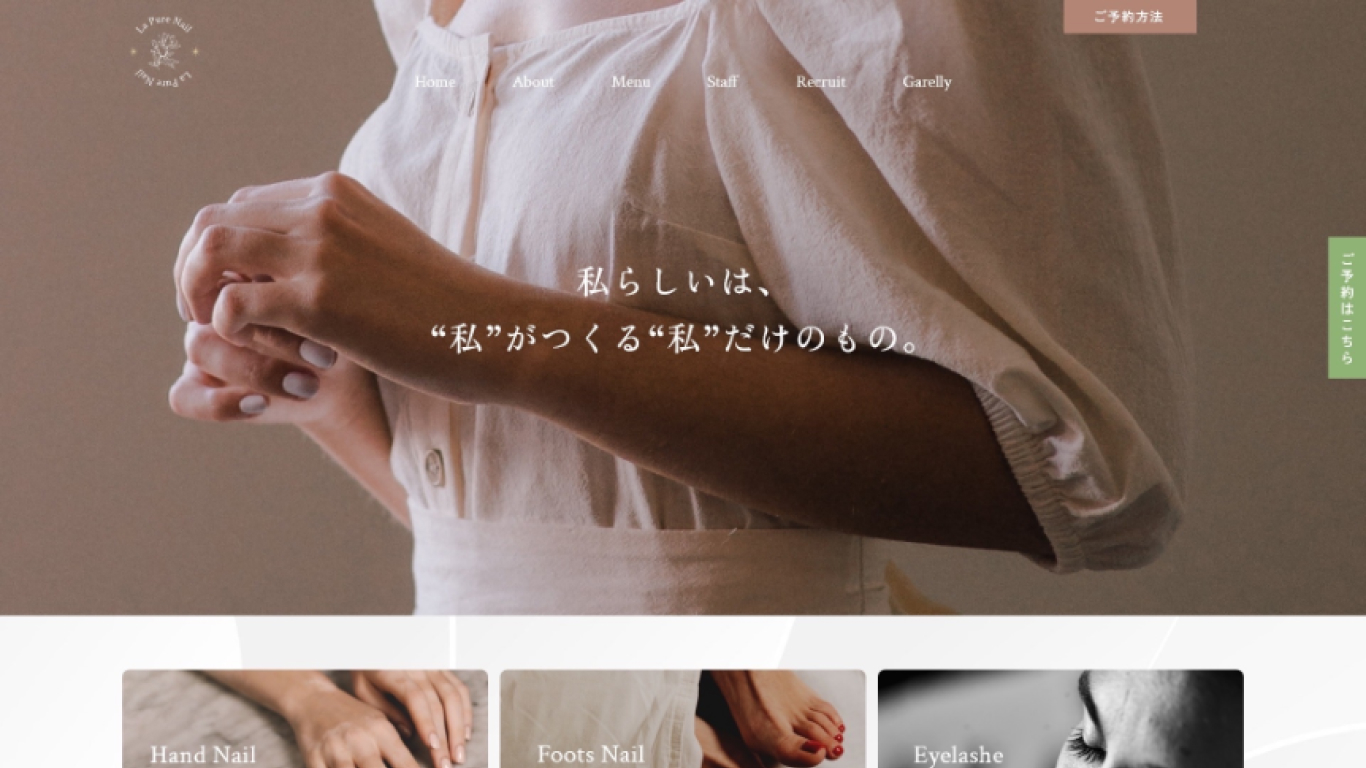 La Pure Nail
La Pure Nail
ご予約方法
Home
About
Menu
Staff
Recruit
Garelly
私らしいは、
“私”がつくる“私”だけのもの。
ご予約はこちら
Hand Nail
Foots Nail
Eyelashe